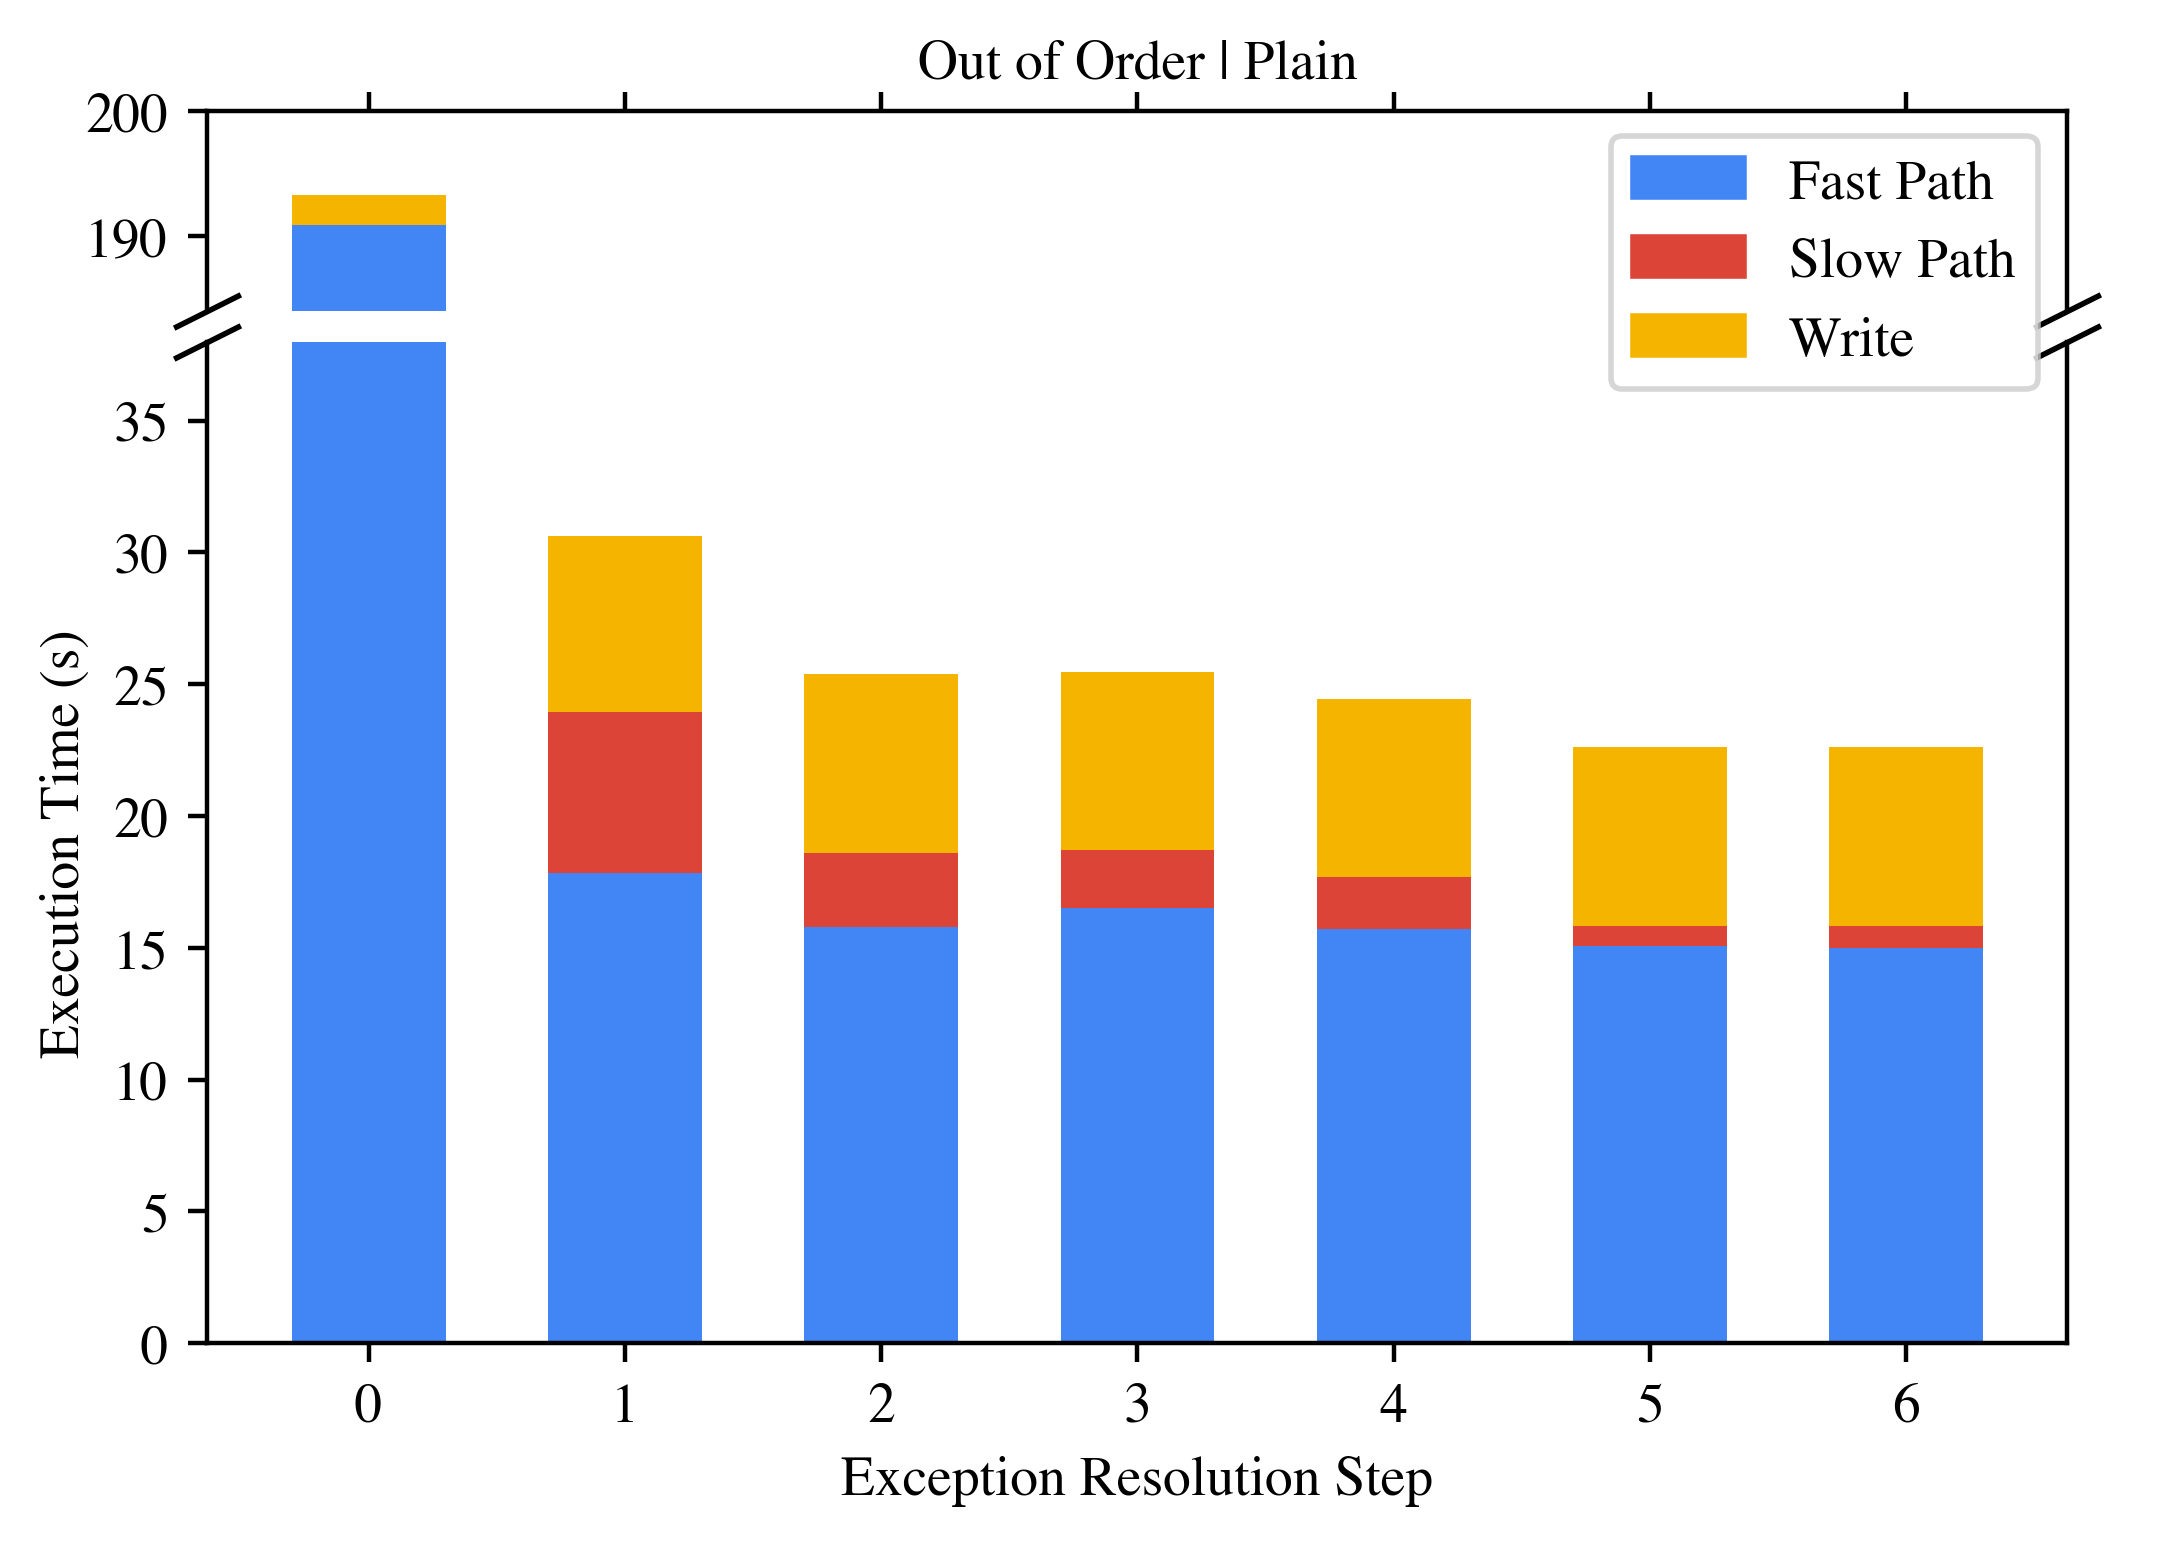 Out of Order | Plain
200
190
35
30
25
20
15
10
5
0
Execution Time (s)
Fast Path
Slow Path
Write
0 1 2 3 4 5 6
Exception Resolution Step